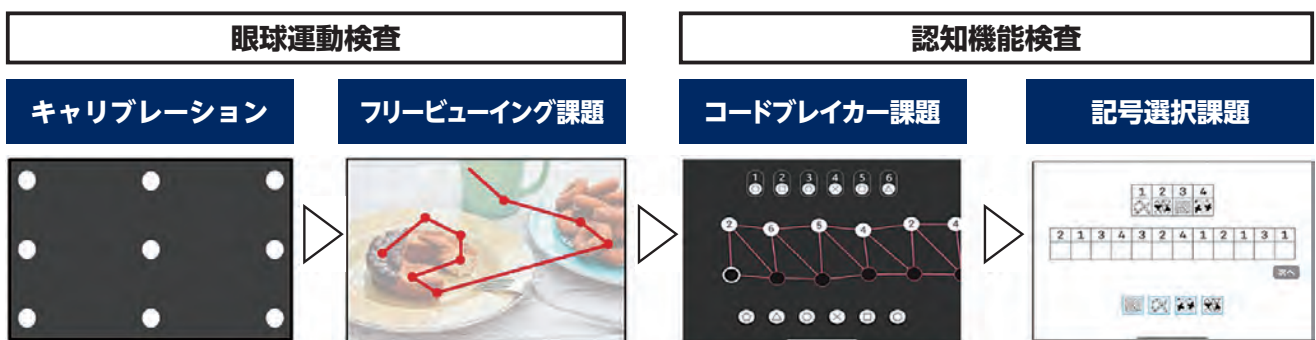 眼球運動検査
認知機能検査
キャリブレーション
フリービューイング課題
コードブレイカー課題
記号選択課題
1 2 3 4 5 6
2 6 5 4 2 4
1 2 3 4
2 1 3 4 3 2 4 1 2 1 3 1
次へ